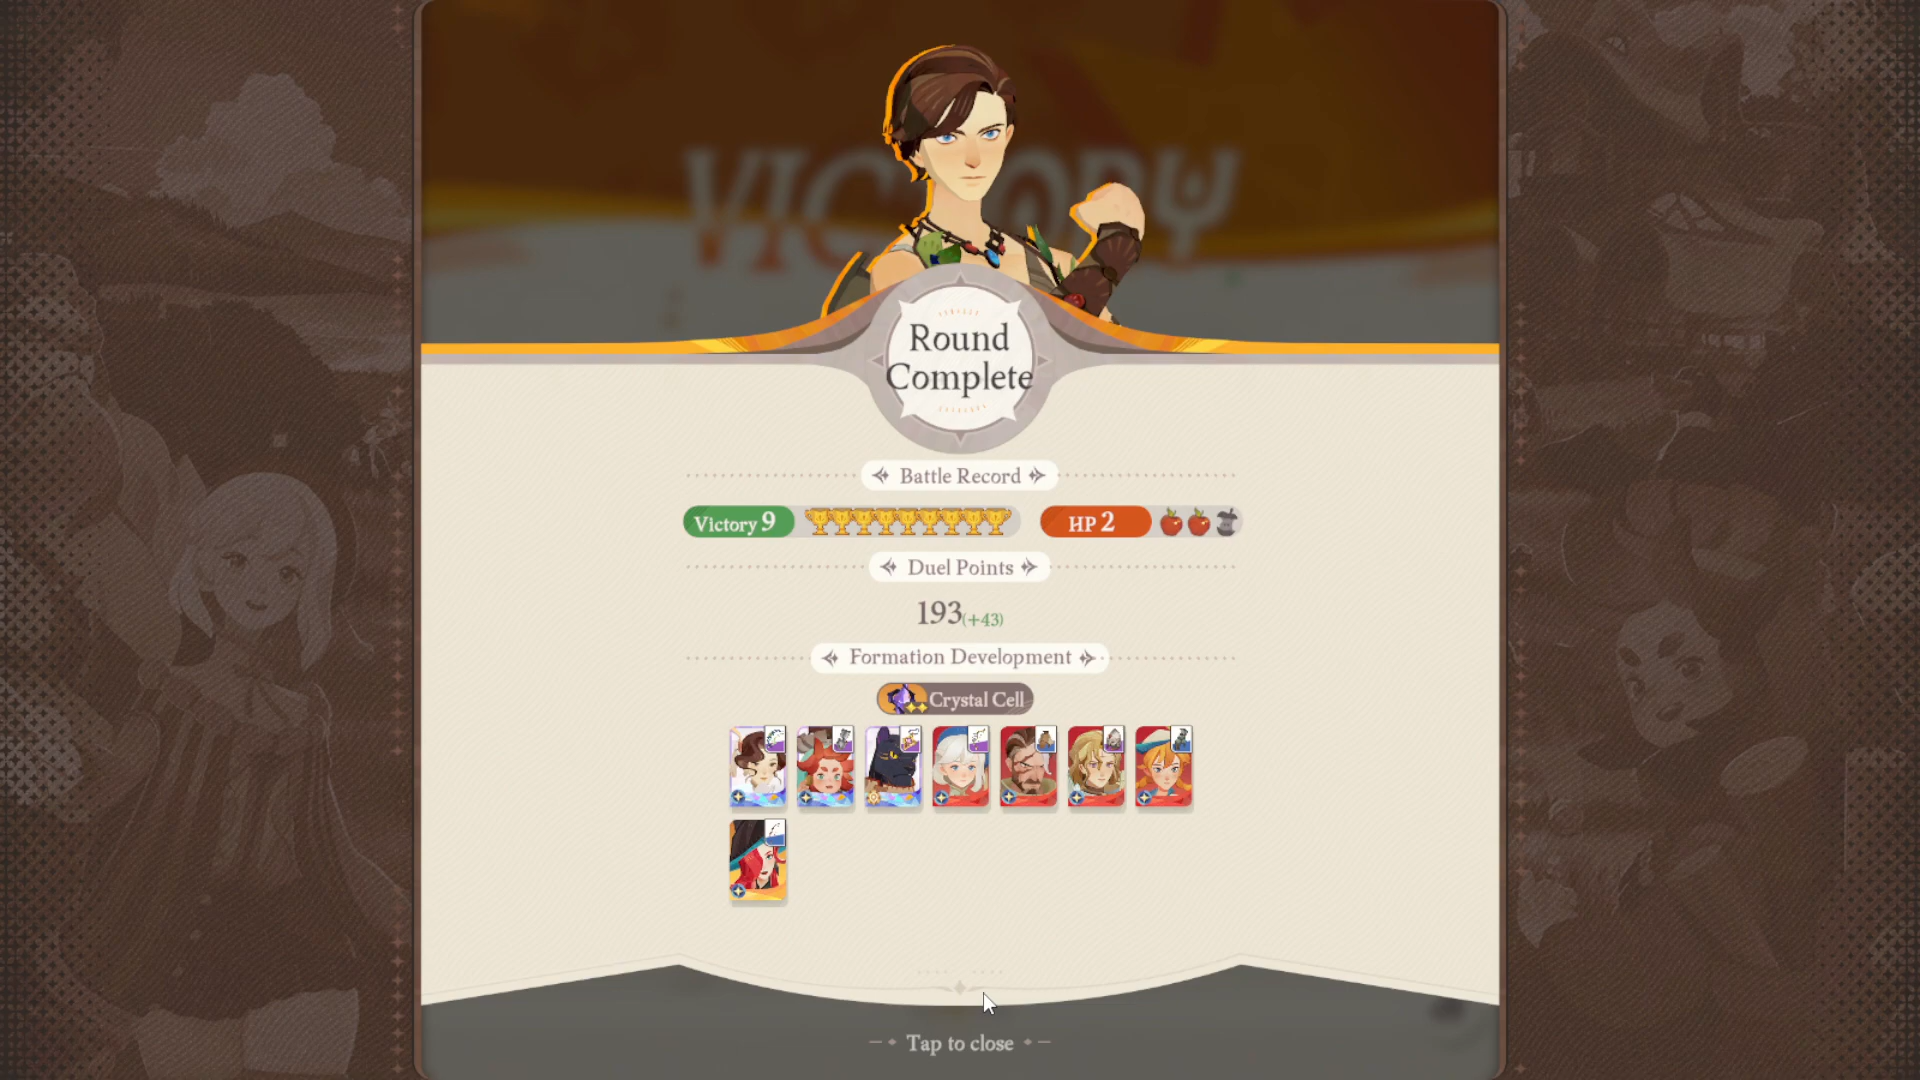 VICTORY
Round
Complete
Battle Record
Victory 9
HP 2
Duel Points
193(+43)
Formation Development
Crystal Cell
Tap to close